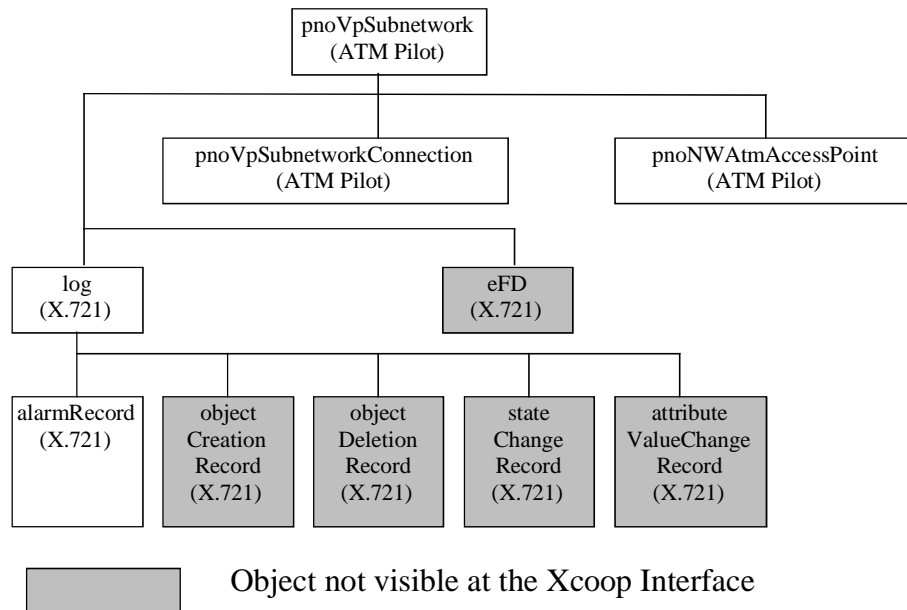 pnoVpSubnetwork
(ATM Pilot)
pnoVpSubnetworkConnection
(ATM Pilot)
pnoNWAtmAccessPoint
(ATM Pilot)
log
(X.721)
eFD
(X.721)
alarmRecord
(X.721)
object
Creation
Record
(X.721)
object
Deletion
Record
(X.721)
state
Change
Record
(X.721)
attribute
ValueChange
Record
(X.721)
Object not visible at the Xcoop Interface